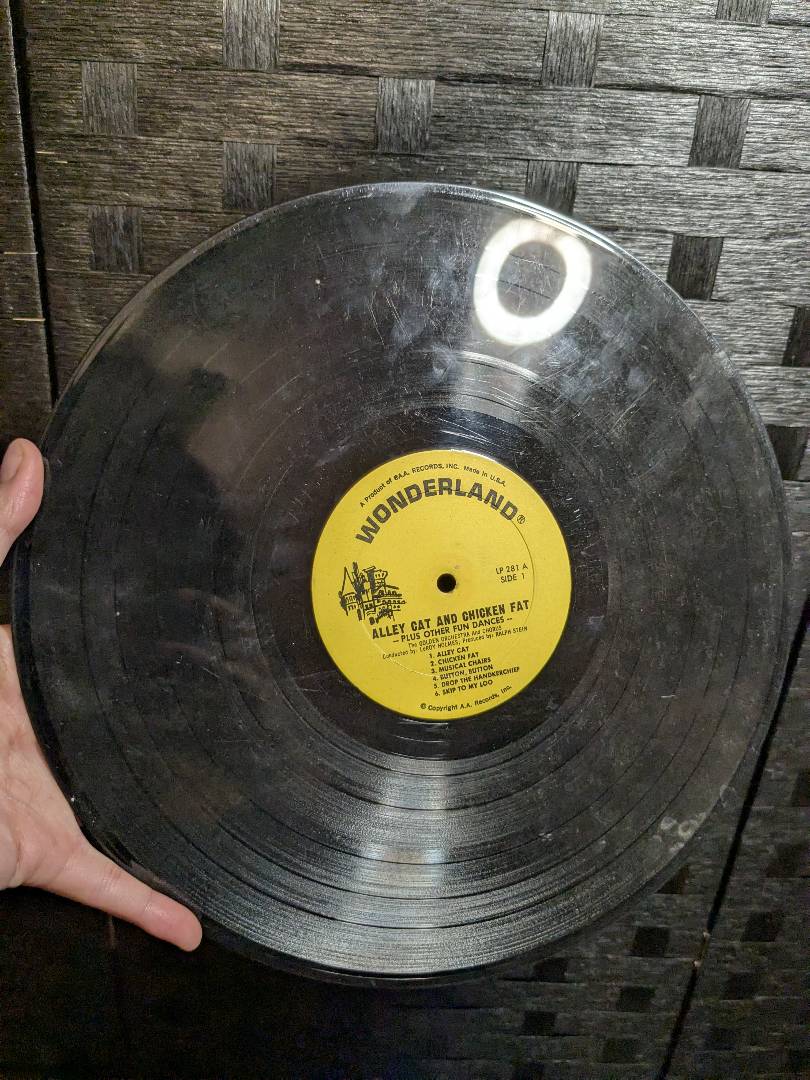 A Product of A.A. RECORDS, INC. Made in U.S.A.
WONDERLAND®
LP 281 A
SIDE 1
ALLEY CAT AND CHICKEN FAT
-- PLUS OTHER FUN DANCES --
The GOLDEN ORCHESTRA And CHORUS
Conducted by: LeROY HOLMES, Produced by: RALPH STEIN
1. ALLEY CAT
2. CHICKEN FAT
3. MUSICAL CHAIRS
4. BUTTON, BUTTON
5. DROP THE HANDKERCHIEF
6. SKIP TO MY LOO
© Copyright A.A. Records, Inc.